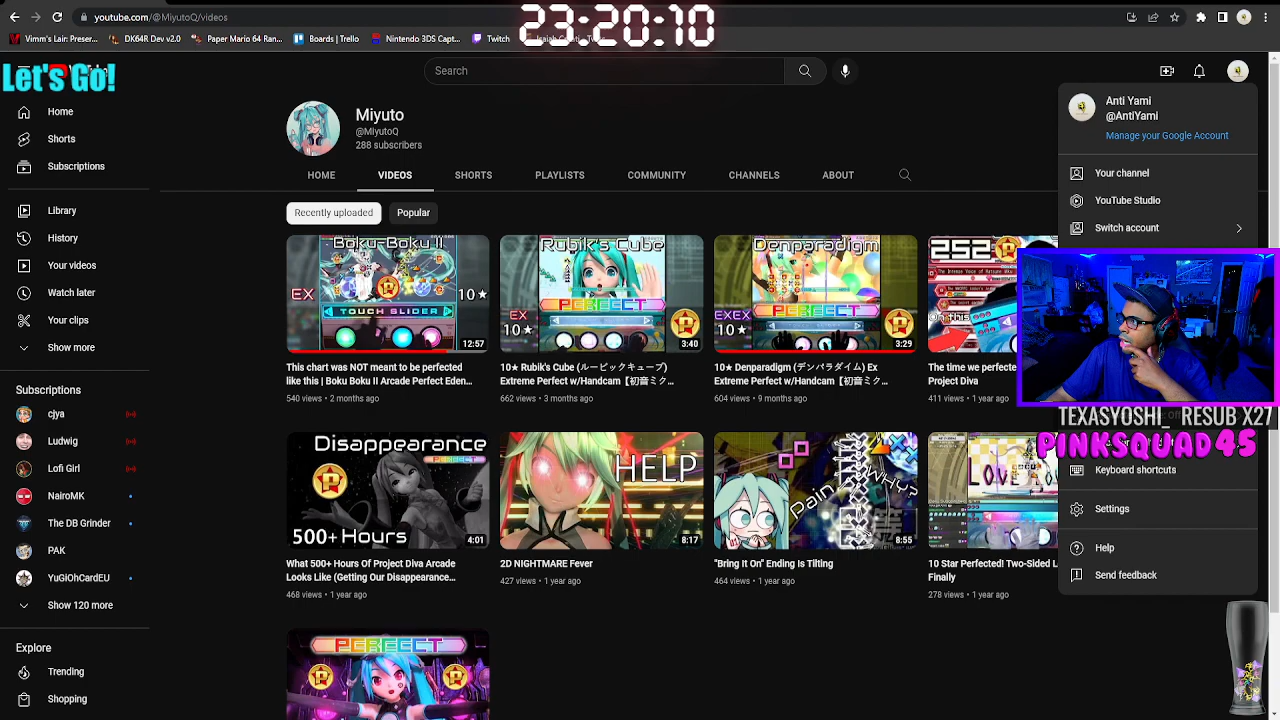 youtube.com/@MiyutoQ/videos
23:20:10
Vimm's Lair: Preser...
DK64R Dev v2.0
Paper Mario 64 Ran...
Boards | Trello
Nintendo 3DS Capt...
Twitch
Let's Go!
Search
Home
Shorts
Subscriptions
Library
History
Your videos
Watch later
Your clips
Show more
Subscriptions
cjya
Ludwig
Lofi Girl
NairoMK
The DB Grinder
PAK
YuGiOhCardEU
Show 120 more
Explore
Trending
Shopping
Miyuto
@MiyutoQ
288 subscribers
HOME
VIDEOS
SHORTS
PLAYLISTS
COMMUNITY
CHANNELS
ABOUT
Recently uploaded
Popular
Boku-Boku II
EX
10★
TOUCH SLIDER
12:57
This chart was NOT meant to be perfected
like this | Boku Boku II Arcade Perfect Eden...
540 views • 2 months ago
Rubik's Cube
PERFECT
EX
10★
3:40
10★ Rubik's Cube (ルービックキューブ)
Extreme Perfect w/Handcam【初音ミク...
662 views • 3 months ago
Denparadigm
PERFECT
EXEX
10★
3:29
10★ Denparadigm (デンパラダイム) Ex
Extreme Perfect w/Handcam【初音ミク...
604 views • 9 months ago
252
On this
The time we perfecte
Project Diva
411 views • 1 year ago
Disappearance
PERFECT
500+Hours
4:01
What 500+ Hours Of Project Diva Arcade
Looks Like (Getting Our Disappearance...
468 views • 1 year ago
HELP
8:17
2D NIGHTMARE Fever
427 views • 1 year ago
Pain
WHY?
8:55
"Bring It On" Ending Is Tilting
464 views • 1 year ago
LOVE
10 Star Perfected! Two-Sided L
Finally
278 views • 1 year ago
PERFECT
Anti Yami
@AntiYami
Manage your Google Account
Your channel
YouTube Studio
Switch account
TEXASYOSHI_ RESUB X27
PINKSQUAD45
Keyboard shortcuts
Settings
Help
Send feedback